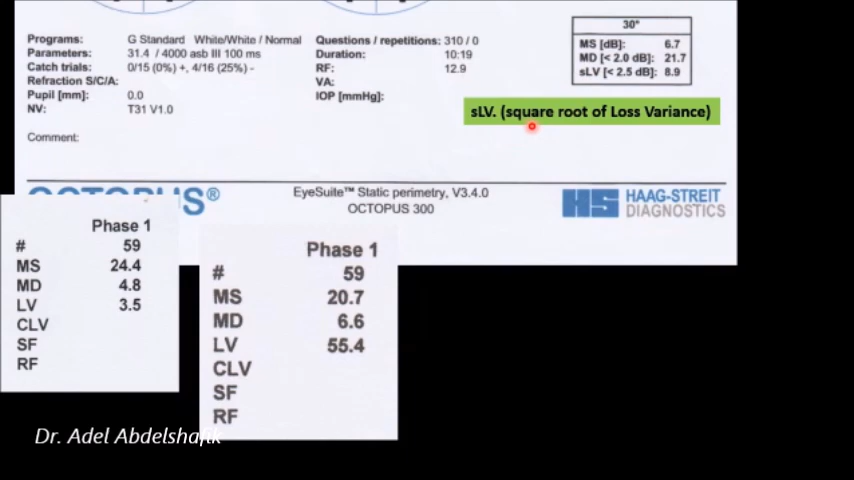 Programs: G Standard White/White / Normal
Parameters: 31.4 / 4000 asb III 100 ms
Catch trials: 0/15 (0%) +, 4/16 (25%) -
Refraction S/C/A:
Pupil [mm]: 0.0
NV: T31 V1.0
Questions / repetitions: 310 / 0
Duration: 10:19
RF: 12.9
VA:
IOP [mmHg]:
30°
MS [dB]: 6.7
MD [< 2.0 dB]: 21.7
sLV [< 2.5 dB]: 8.9
sLV. (square root of Loss Variance)
Comment:
OCTOPUS®
EyeSuite™ Static perimetry, V3.4.0
OCTOPUS 300
HS HAAG-STREIT
DIAGNOSTICS
Phase 1
# 59
MS 24.4
MD 4.8
LV 3.5
CLV
SF
RF
Phase 1
# 59
MS 20.7
MD 6.6
LV 55.4
CLV
SF
RF
Dr. Adel Abdelshafik